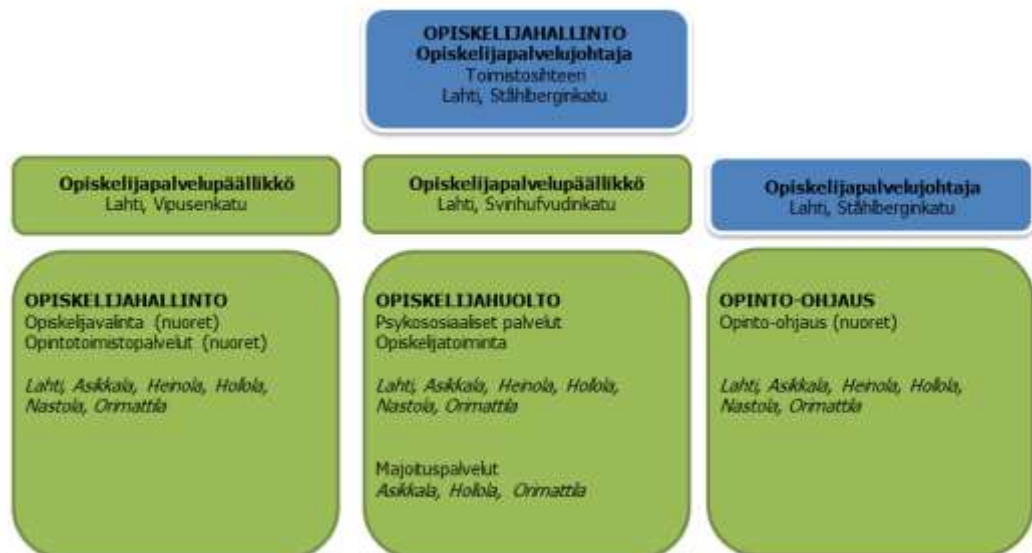 OPISKELIJAHALLINTO
Opiskelijapalvelujohtaja
Toimistosihteeri
Lahti, Ståhlberginkatu
Opiskelijapalvelupäällikkö
Lahti, Vipusenkatu
Opiskelijapalvelupäällikkö
Lahti, Svinhufvudinkatu
Opiskelijapalvelujohtaja
Lahti, Ståhlberginkatu
OPISKELIJAHALLINTO
Opiskelijavalinta (nuoret)
Opintotoimistopalvelut (nuoret)
Lahti, Asikkala, Heinola, Hollola,
Nastola, Orimattila
OPISKELIJAHUOLTO
Psykososiaaliset palvelut
Opiskelijatoiminta
Lahti, Asikkala, Heinola, Hollola,
Nastola, Orimattila
Majoituspalvelut
Asikkala, Hollola, Orimattila
OPINTO-OHJAUS
Opinto-ohjaus (nuoret)
Lahti, Asikkala, Heinola, Hollola,
Nastola, Orimattila